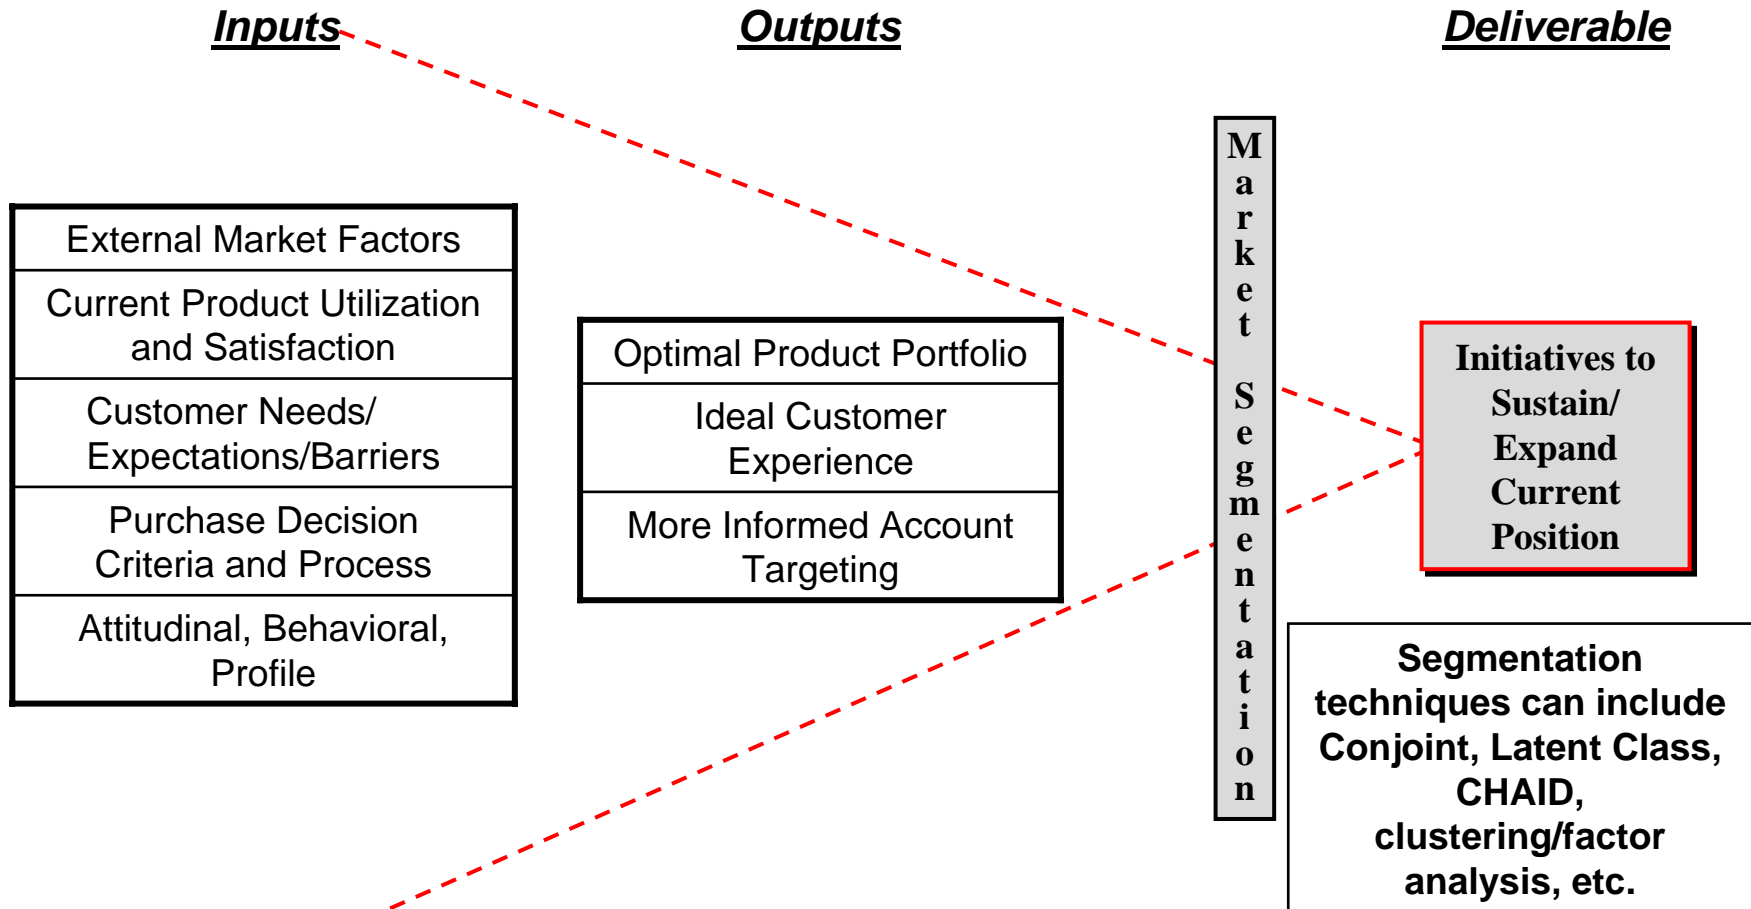 Inputs
Outputs
Deliverable
External Market Factors
Current Product Utilization
and Satisfaction
Customer Needs/
Expectations/Barriers
Purchase Decision
Criteria and Process
Attitudinal, Behavioral,
Profile
Optimal Product Portfolio
Ideal Customer
Experience
More Informed Account
Targeting
Market Segmentation
Initiatives to
Sustain/
Expand
Current
Position
Segmentation
techniques can include
Conjoint, Latent Class,
CHAID,
clustering/factor
analysis, etc.